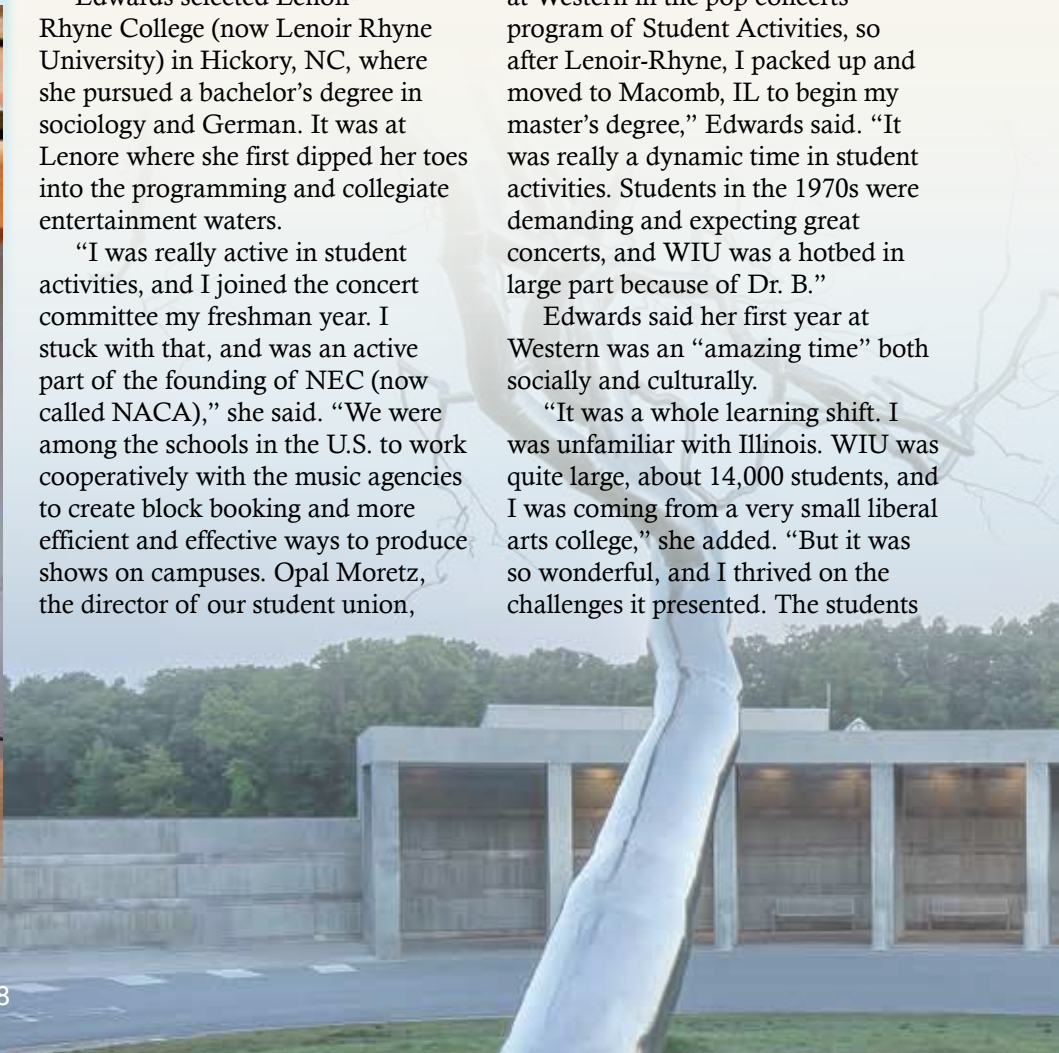 Edwards selected Lenoir-
Rhyne College (now Lenoir Rhyne
University) in Hickory, NC, where
she pursued a bachelor’s degree in
sociology and German. It was at
Lenore where she first dipped her toes
into the programming and collegiate
entertainment waters.
“I was really active in student
activities, and I joined the concert
committee my freshman year. I
stuck with that, and was an active
part of the founding of NEC (now
called NACA),” she said. “We were
among the schools in the U.S. to work
cooperatively with the music agencies
to create block booking and more
efficient and effective ways to produce
shows on campuses. Opal Moretz,
the director of our student union,
at Western in the pop concerts
program of Student Activities, so
after Lenoir-Rhyne, I packed up and
moved to Macomb, IL to begin my
master’s degree,” Edwards said. “It
was really a dynamic time in student
activities. Students in the 1970s were
demanding and expecting great
concerts, and WIU was a hotbed in
large part because of Dr. B.”
Edwards said her first year at
Western was an “amazing time” both
socially and culturally.
“It was a whole learning shift. I
was unfamiliar with Illinois. WIU was
quite large, about 14,000 students, and
I was coming from a very small liberal
arts college,” she added. “But it was
so wonderful, and I thrived on the
challenges it presented. The students
8